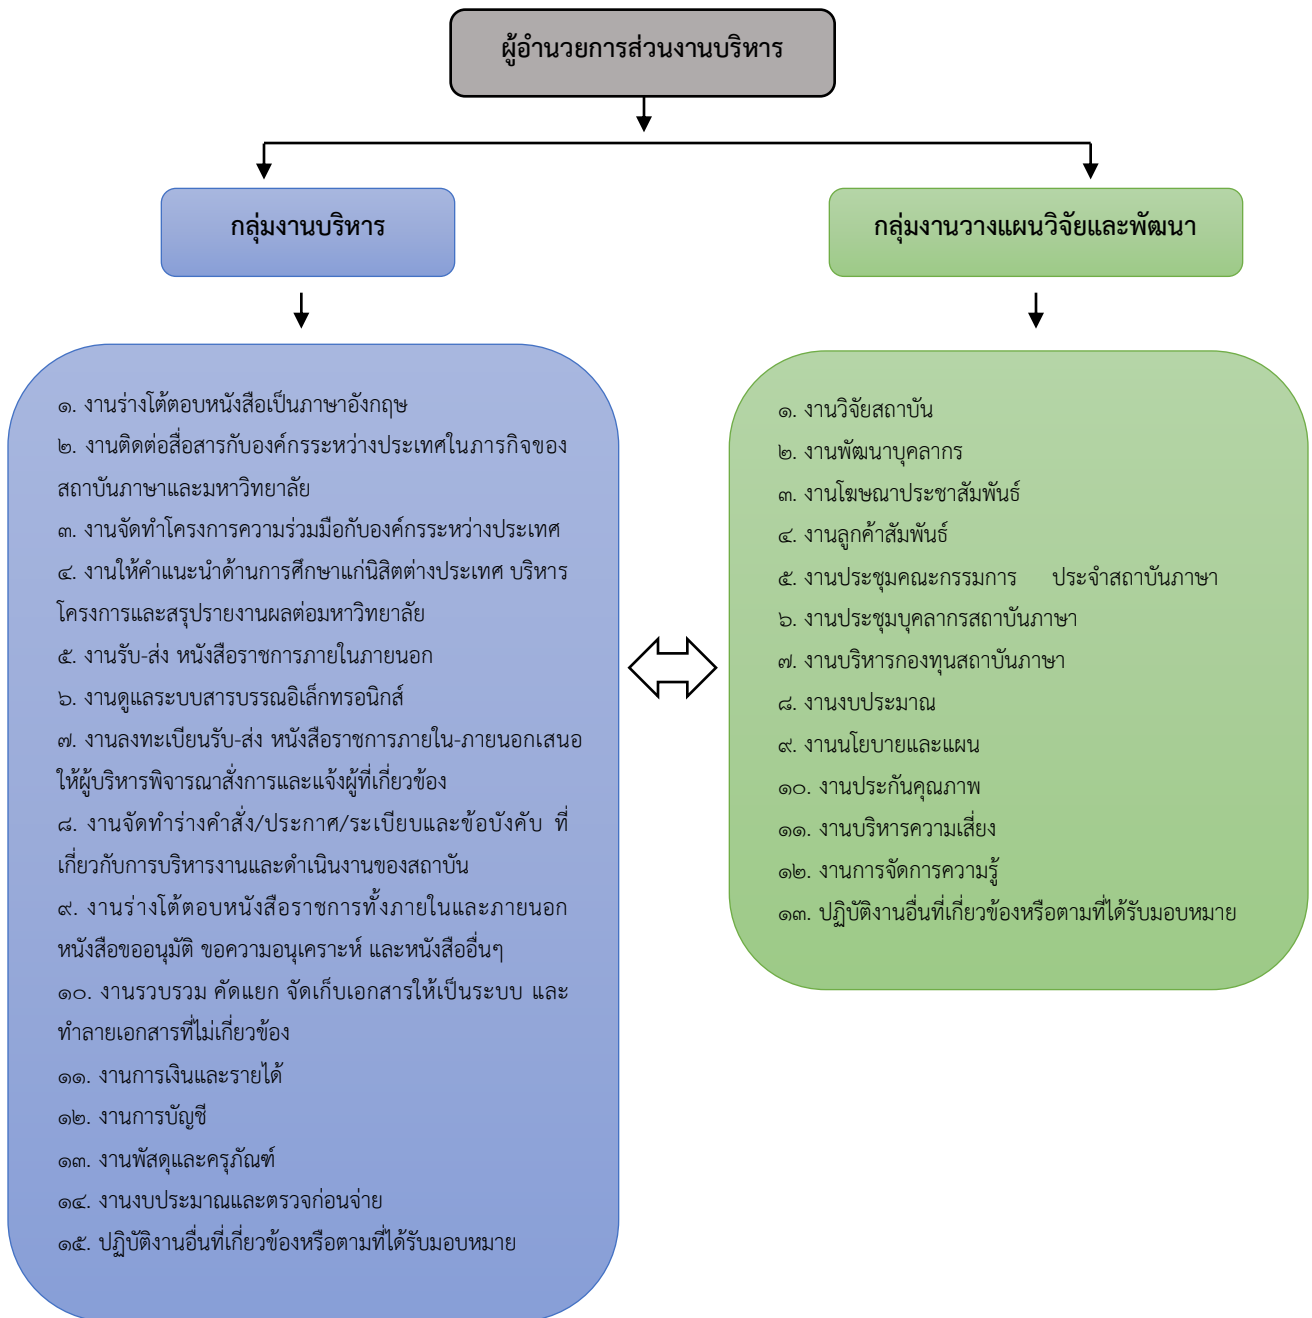 ผู้อำนวยการส่วนงานบริหาร
กลุ่มงานบริหาร
กลุ่มงานวางแผนวิจัยและพัฒนา
๑. งานร่างโต้ตอบหนังสือเป็นภาษาอังกฤษ
๒. งานติดต่อสื่อสารกับองค์กรระหว่างประเทศในภารกิจของ
สถาบันภาษาและมหาวิทยาลัย
๓. งานจัดทำโครงการความร่วมมือกับองค์กรระหว่างประเทศ
๔. งานให้คำแนะนำด้านการศึกษาแก่นิสิตต่างประเทศ บริหาร
โครงการและสรุปรายงานผลต่อมหาวิทยาลัย
๕. งานรับ-ส่ง หนังสือราชการภายในภายนอก
๖. งานดูแลระบบสารบรรณอิเล็กทรอนิกส์
๗. งานลงทะเบียนรับ-ส่ง หนังสือราชการภายใน-ภายนอกเสนอ
ให้ผู้บริหารพิจารณาสั่งการและแจ้งผู้ที่เกี่ยวข้อง
๘. งานจัดทำร่างคำสั่ง/ประกาศ/ระเบียบและข้อบังคับ ที่
เกี่ยวกับการบริหารงานและดำเนินงานของสถาบัน
๙. งานร่างโต้ตอบหนังสือราชการทั้งภายในและภายนอก
หนังสือขออนุมัติ ขอความอนุเคราะห์ และหนังสืออื่นๆ
๑๐. งานรวบรวม คัดแยก จัดเก็บเอกสารให้เป็นระบบ และ
ทำลายเอกสารที่ไม่เกี่ยวข้อง
๑๑. งานการเงินและรายได้
๑๒. งานการบัญชี
๑๓. งานพัสดุและครุภัณฑ์
๑๔. งานงบประมาณและตรวจก่อนจ่าย
๑๕. ปฏิบัติงานอื่นที่เกี่ยวข้องหรือตามที่ได้รับมอบหมาย
๑. งานวิจัยสถาบัน
๒. งานพัฒนาบุคลากร
๓. งานโฆษณาประชาสัมพันธ์
๔. งานลูกค้าสัมพันธ์
๕. งานประชุมคณะกรรมการ ประจำสถาบันภาษา
๖. งานประชุมบุคลากรสถาบันภาษา
๗. งานบริหารกองทุนสถาบันภาษา
๘. งานงบประมาณ
๙. งานนโยบายและแผน
๑๐. งานประกันคุณภาพ
๑๑. งานบริหารความเสี่ยง
๑๒. งานการจัดการความรู้
๑๓. ปฏิบัติงานอื่นที่เกี่ยวข้องหรือตามที่ได้รับมอบหมาย